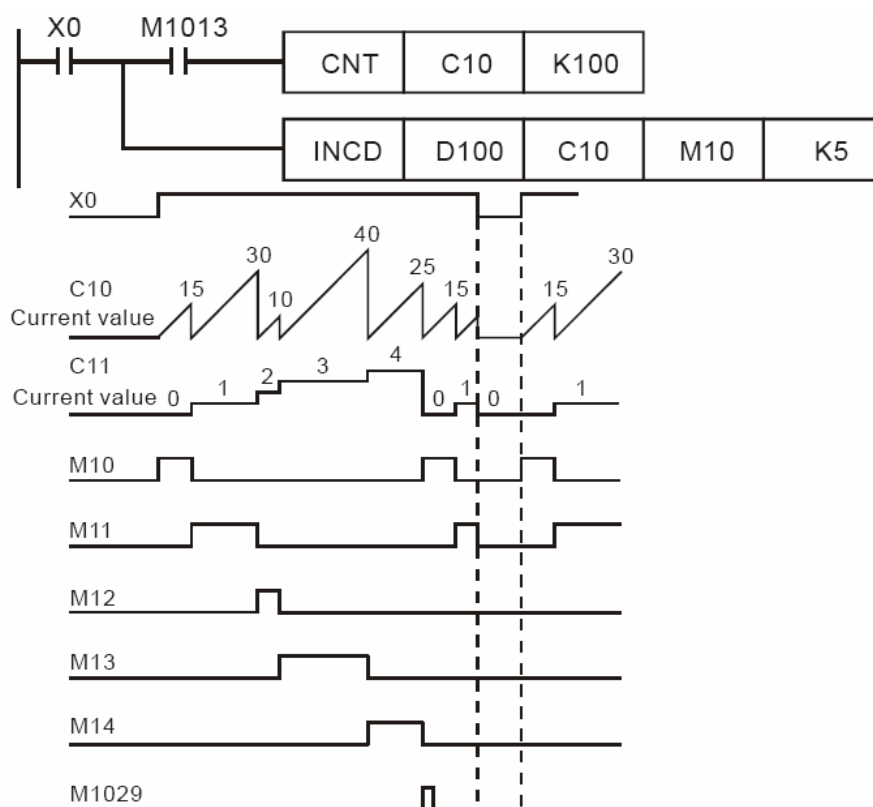 X0 M1013
CNT C10 K100
INCD D100 C10 M10 K5
X0
40
30 30
25
15 10 15 15
C10
Current value
C11
Current value 0 1 2 3 4 0 1 0 1
M10
M11
M12
M13
M14
M1029